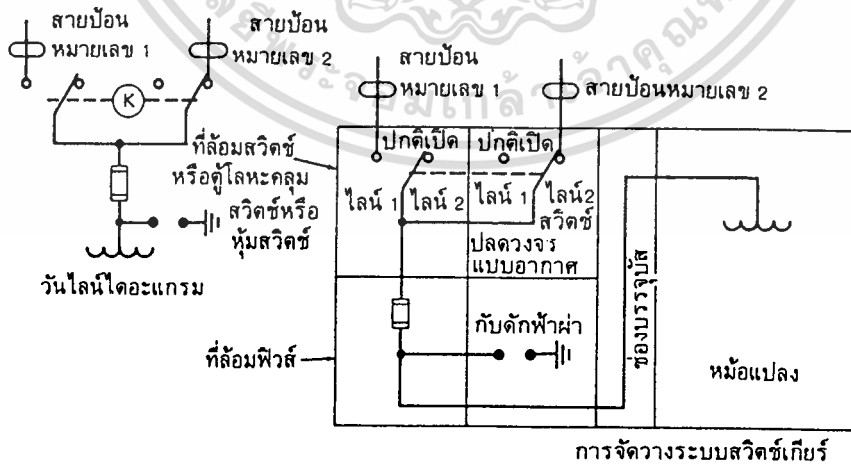 สายป้อน
หมายเลข 1
สายป้อน
หมายเลข 2
K
สวิตช์หรือ
หุ้มสวิตช์
วันไลน์ไดอะแกรม
สายป้อน
หมายเลข 1
สายป้อนหมายเลข 2
ที่ล้อมสวิตช์
หรือตู้โลหะคลุม
ปกติเปิด
ปกติเปิด
ไลน์ 1
ไลน์ 2
ไลน์ 1
ไลน์2
สวิตช์
ปลดวงจร
แบบอากาศ
ที่ล้อมฟิวส์
กับดักฟ้าผ่า
ช่องบรรจุบัส
หม้อแปลง
การจัดวางระบบสวิตช์เกียร์